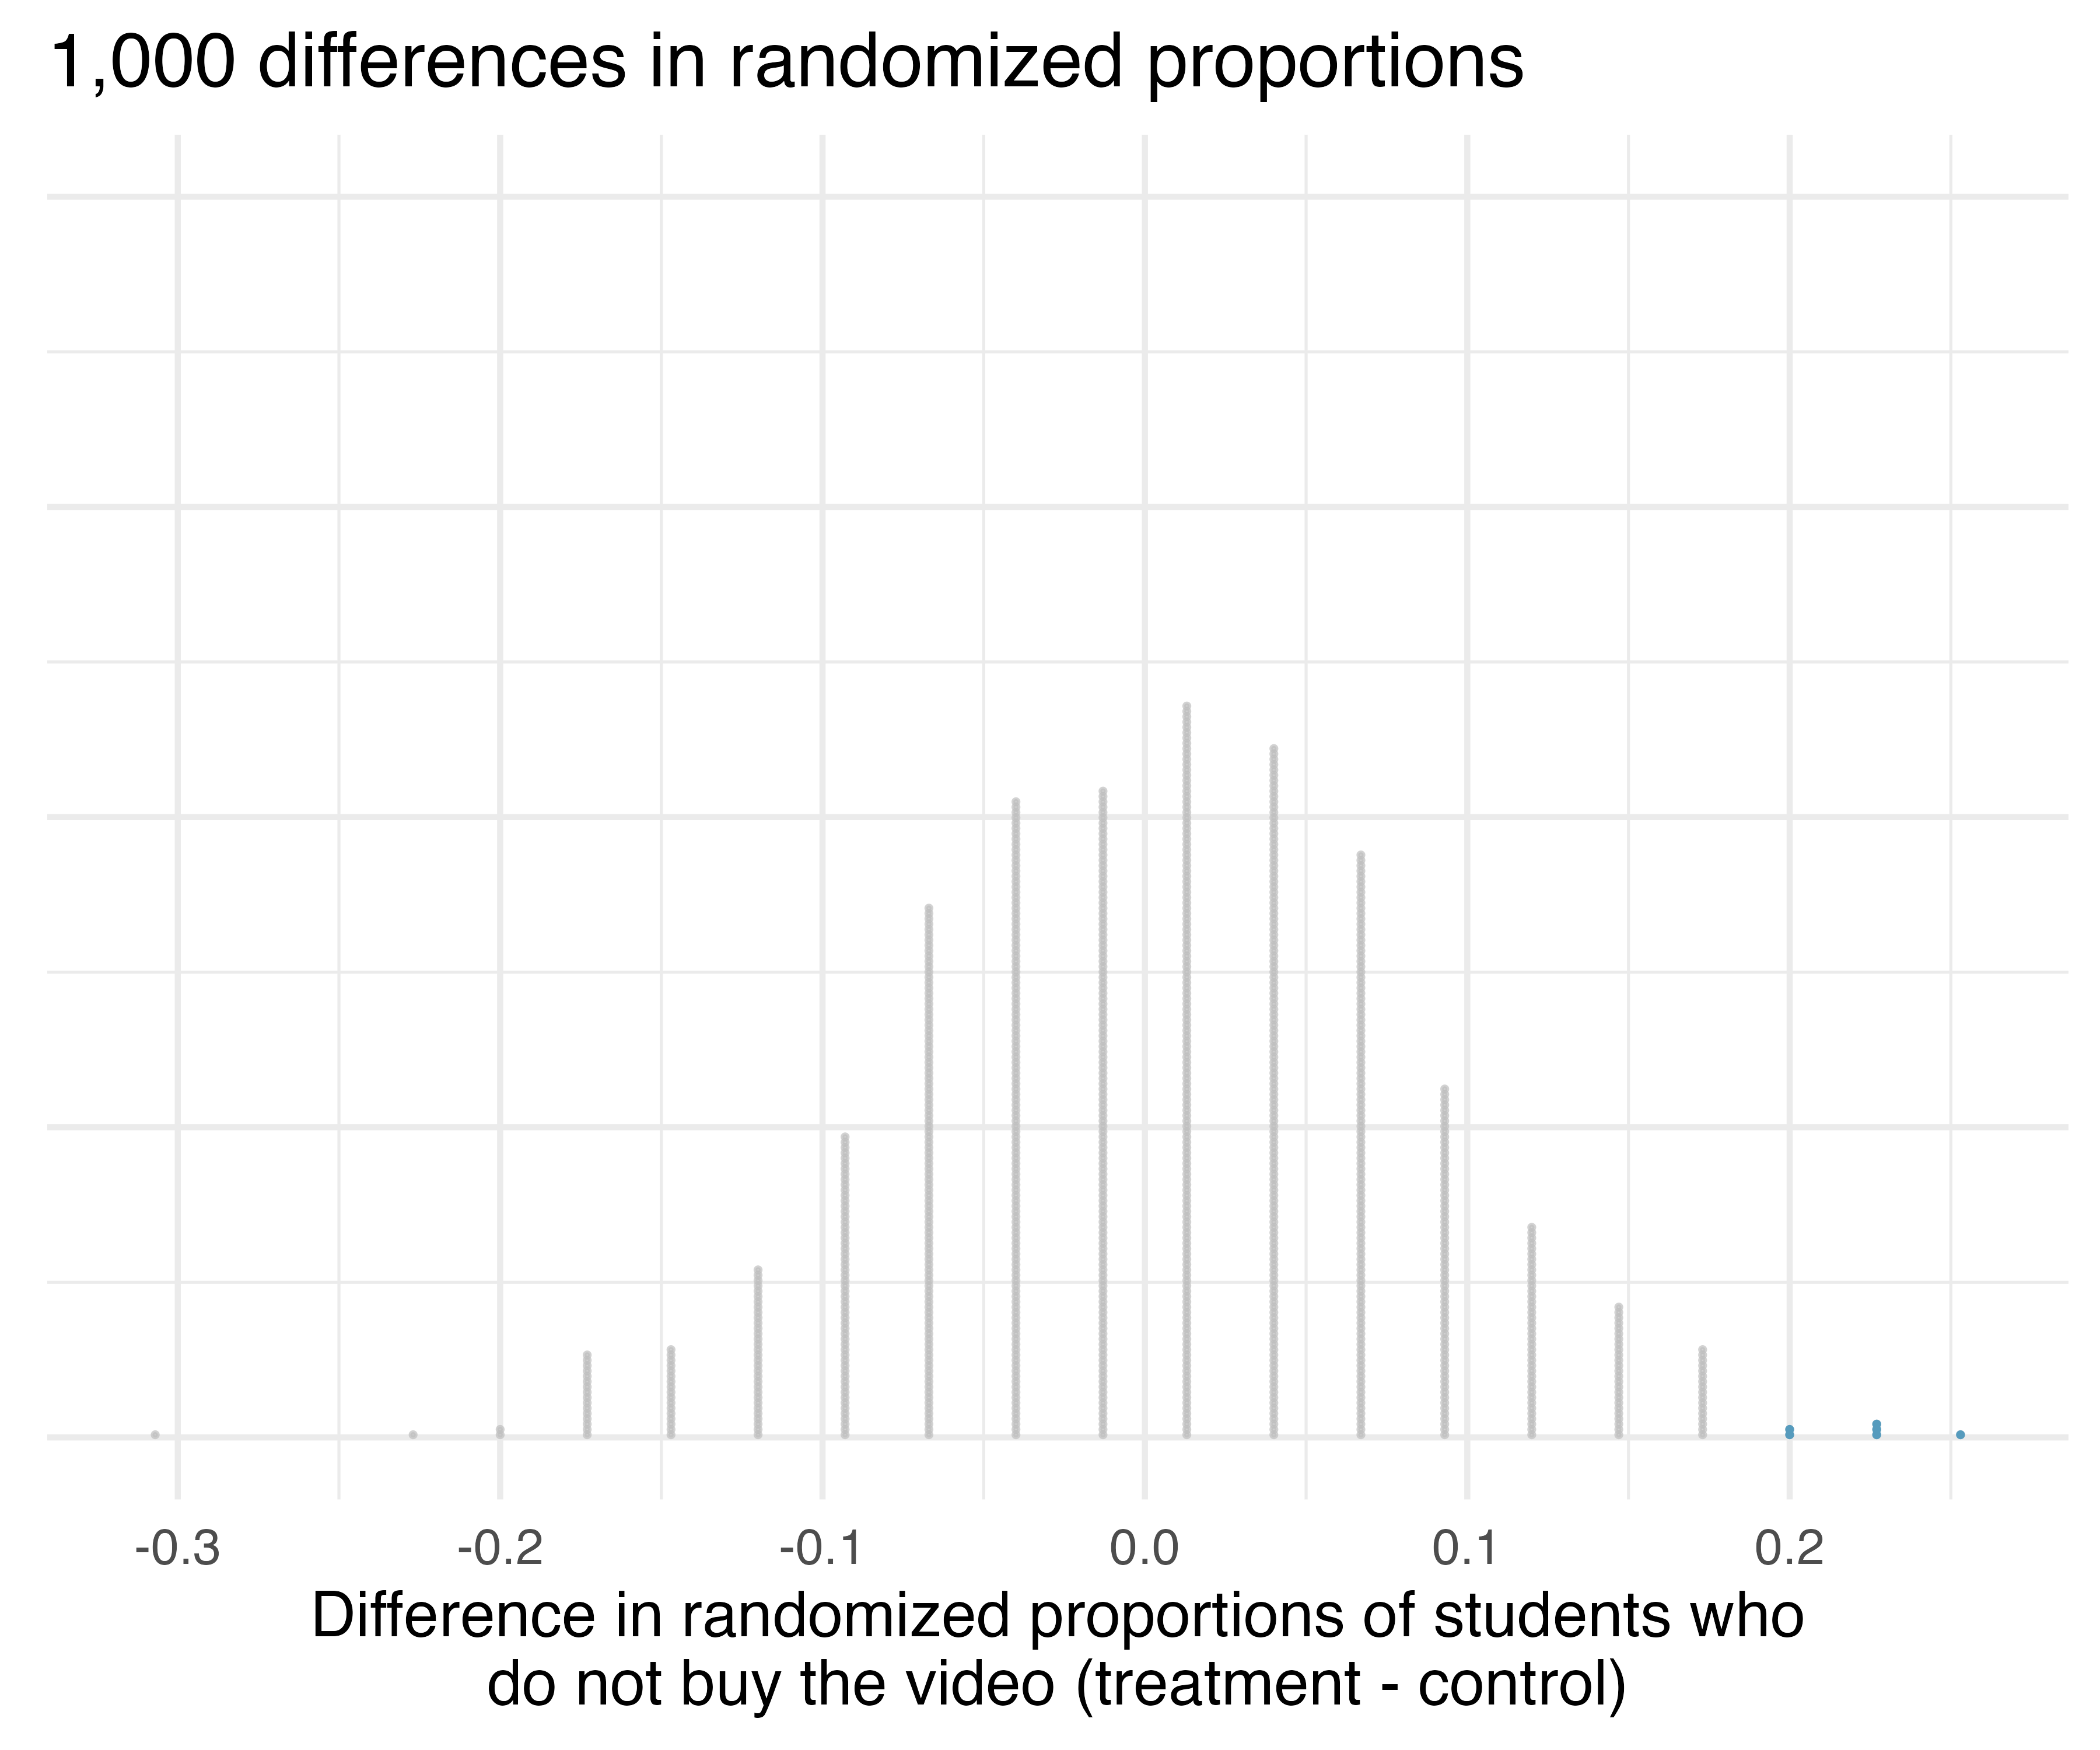 1,000 differences in randomized proportions
-0.3 -0.2 -0.1 0.0 0.1 0.2
Difference in randomized proportions of students who
do not buy the video (treatment - control)